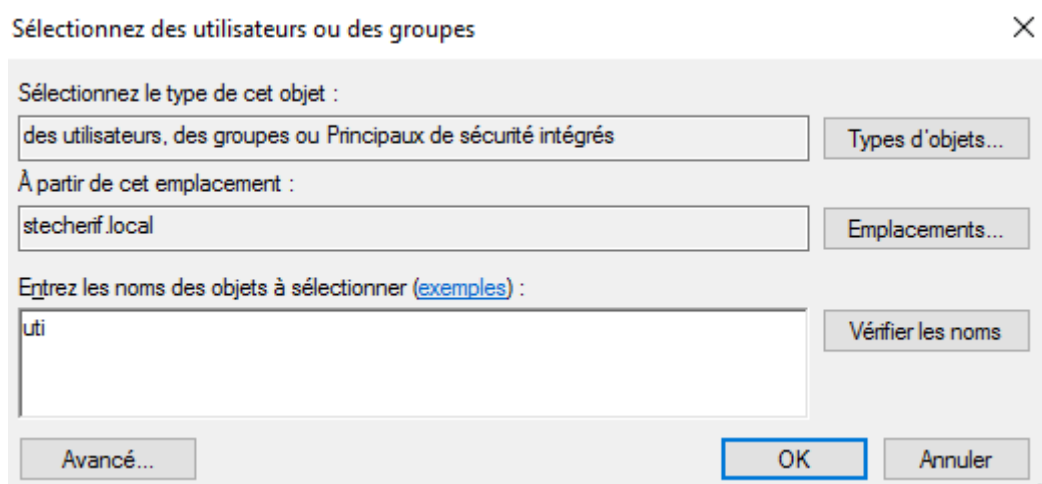 Sélectionnez des utilisateurs ou des groupes
Sélectionnez le type de cet objet :
des utilisateurs, des groupes ou Principaux de sécurité intégrés
Types d'objets...
À partir de cet emplacement :
stecherif.local
Emplacements...
Entrez les noms des objets à sélectionner (exemples) :
uti
Vérifier les noms
Avancé...
OK
Annuler